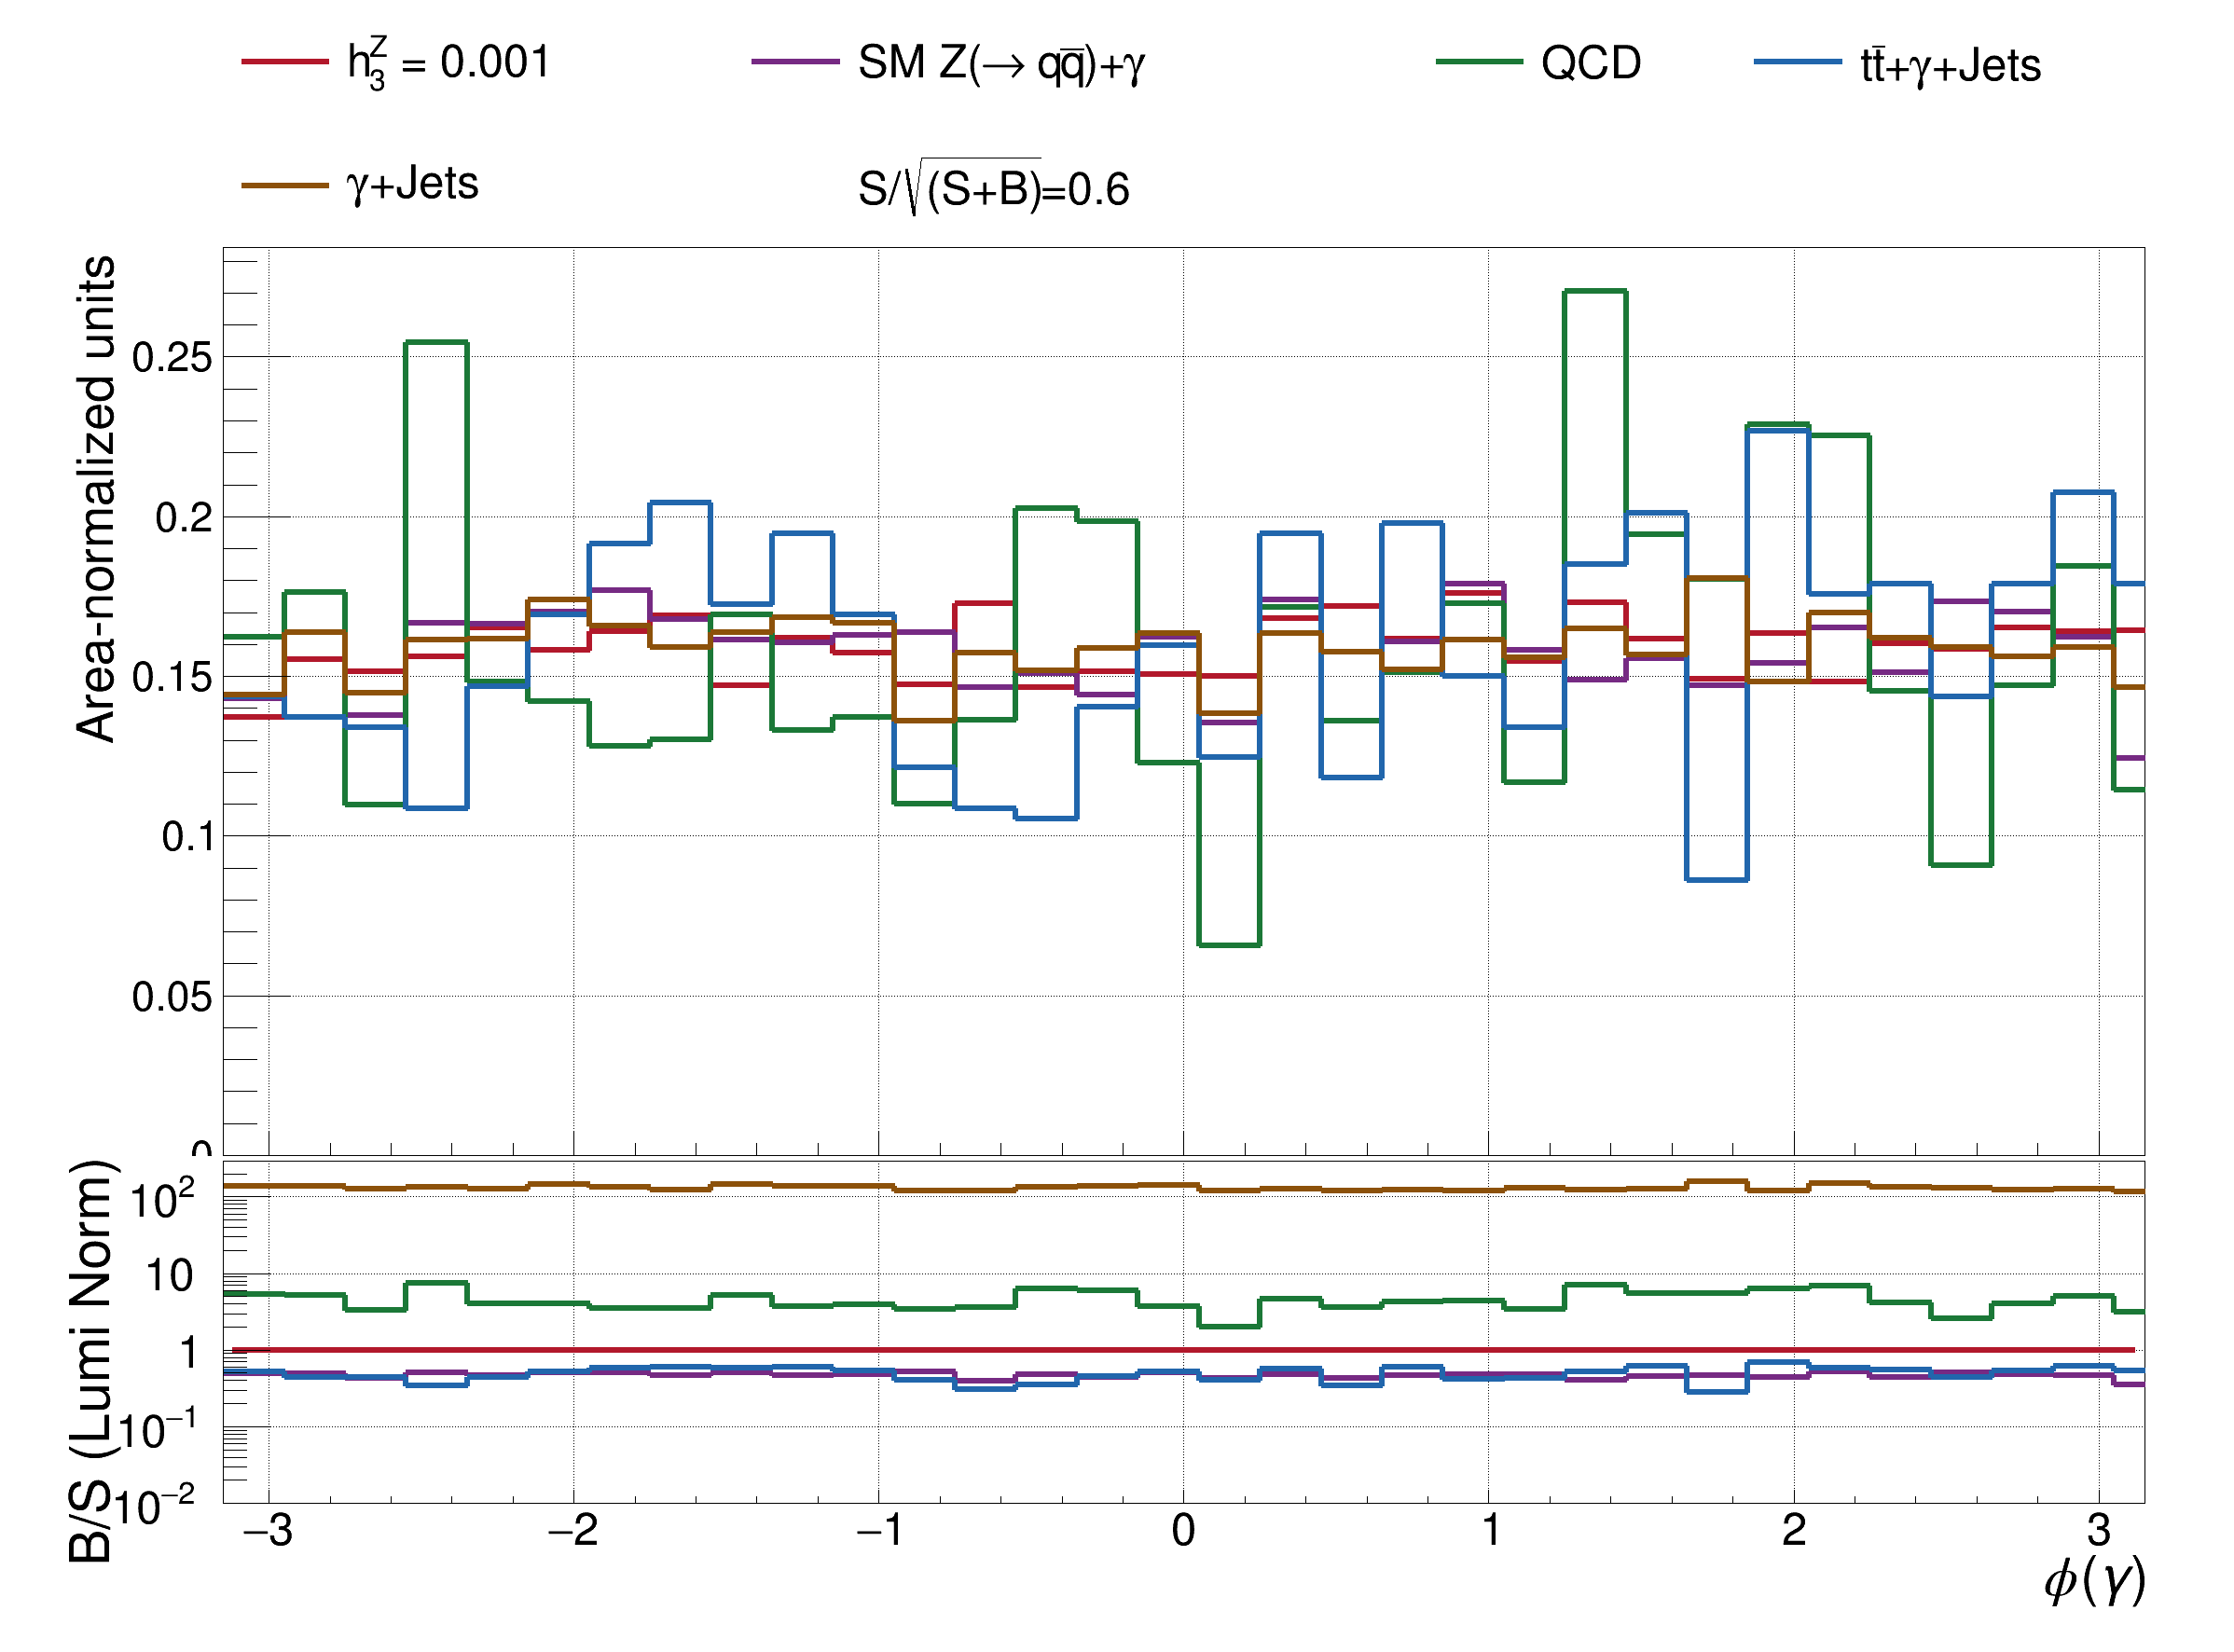 h₃ᶻ = 0.001
SM Z(→ qq̄)+γ
QCD
tt̄+γ+Jets
γ+Jets
S/√(S+B)=0.6
Area-normalized units
0.25
0.2
0.15
0.1
0.05
0
B/S (Lumi Norm)
10²
10
1
10⁻¹
10⁻²
−3 −2 −1 0 1 2 3
ϕ(γ)